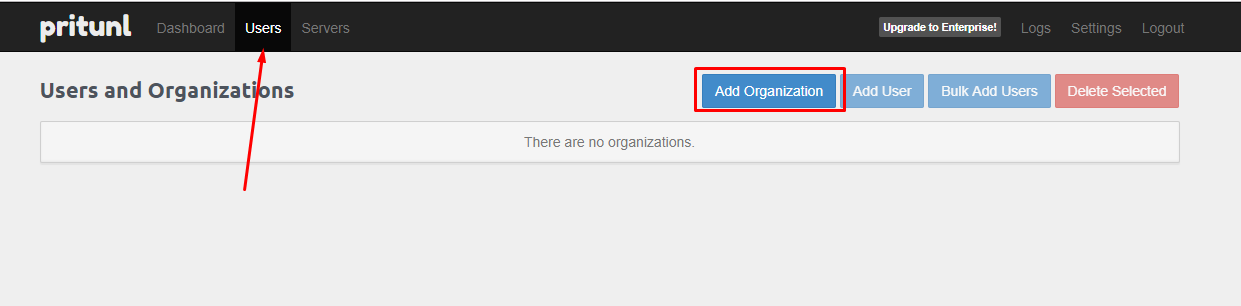 pritunl Dashboard Users Servers Upgrade to Enterprise! Logs Settings Logout
Users and Organizations Add Organization Add User Bulk Add Users Delete Selected
There are no organizations.